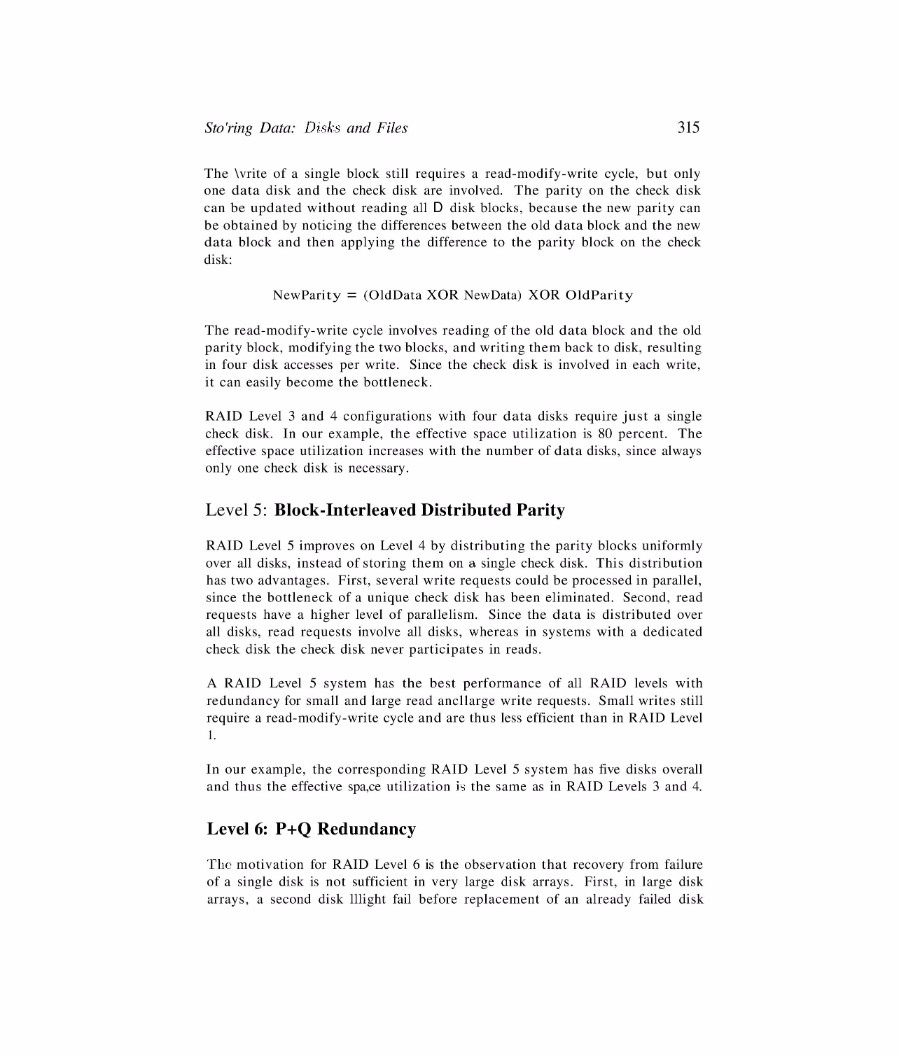 Sto'ring Data: Disks and Files 315
The \vrite of a single block still requires a read-modify-write cycle, but only
one data disk and the check disk are involved. The parity on the check disk
can be updated without reading all D disk blocks, because the new parity can
be obtained by noticing the differences between the old data block and the new
data block and then applying the difference to the parity block on the check
disk:
NewParity = (OldData XOR NewData) XOR OldParity
The read-modify-write cycle involves reading of the old data block and the old
parity block, modifying the two blocks, and writing them back to disk, resulting
in four disk accesses per write. Since the check disk is involved in each write,
it can easily become the bottleneck.
RAID Level 3 and 4 configurations with four data disks require just a single
check disk. In our example, the effective space utilization is 80 percent. The
effective space utilization increases with the number of data disks, since always
only one check disk is necessary.
Level 5: Block-Interleaved Distributed Parity
RAID Level 5 improves on Level 4 by distributing the parity blocks uniformly
over all disks, instead of storing them on a single check disk. This distribution
has two advantages. First, several write requests could be processed in parallel,
since the bottleneck of a unique check disk has been eliminated. Second, read
requests have a higher level of parallelism. Since the data is distributed over
all disks, read requests involve all disks, whereas in systems with a dedicated
check disk the check disk never participates in reads.
A RAID Level 5 system has the best performance of all RAID levels with
redundancy for small and large read ancllarge write requests. Small writes still
require a read-modify-write cycle and are thus less efficient than in RAID Level
1.
In our example, the corresponding RAID Level 5 system has five disks overall
and thus the effective spa,ce utilization is the same as in RAID Levels 3 and 4.
Level 6: P+Q Redundancy
The motivation for RAID Level 6 is the observation that recovery from failure
of a single disk is not sufficient in very large disk arrays. First, in large disk
arrays, a second disk lllight fail before replacement of an already failed disk